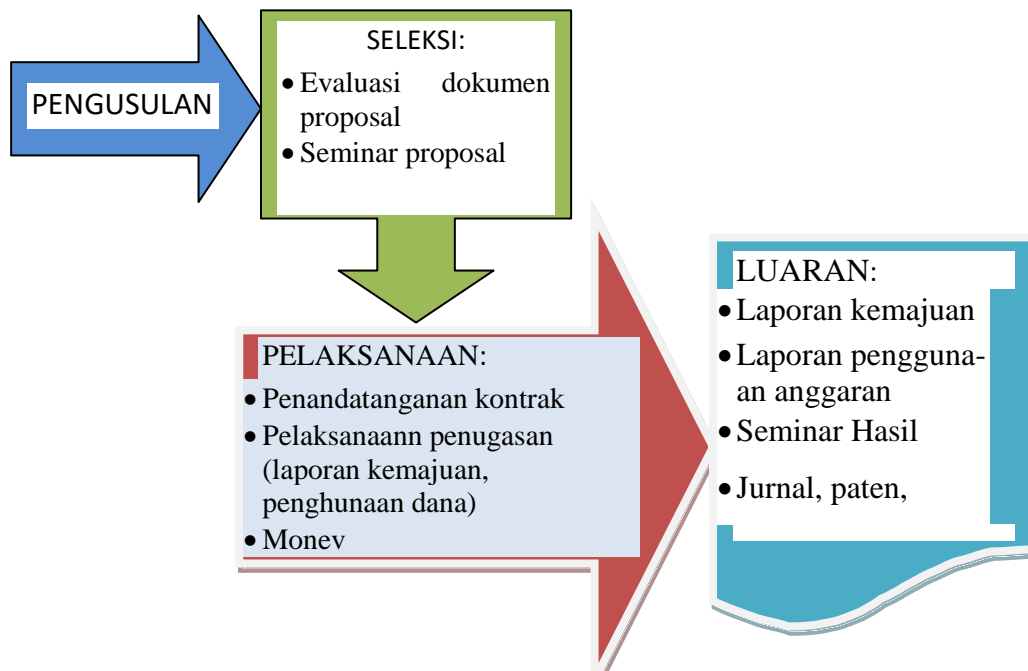 PENGUSULAN
SELEKSI:
• Evaluasi dokumen
proposal
• Seminar proposal
PELAKSANAAN:
• Penandatanganan kontrak
• Pelaksanaann penugasan
(laporan kemajuan,
penghunaan dana)
• Monev
LUARAN:
• Laporan kemajuan
• Laporan pengguna-
an anggaran
• Seminar Hasil
• Jurnal, paten,